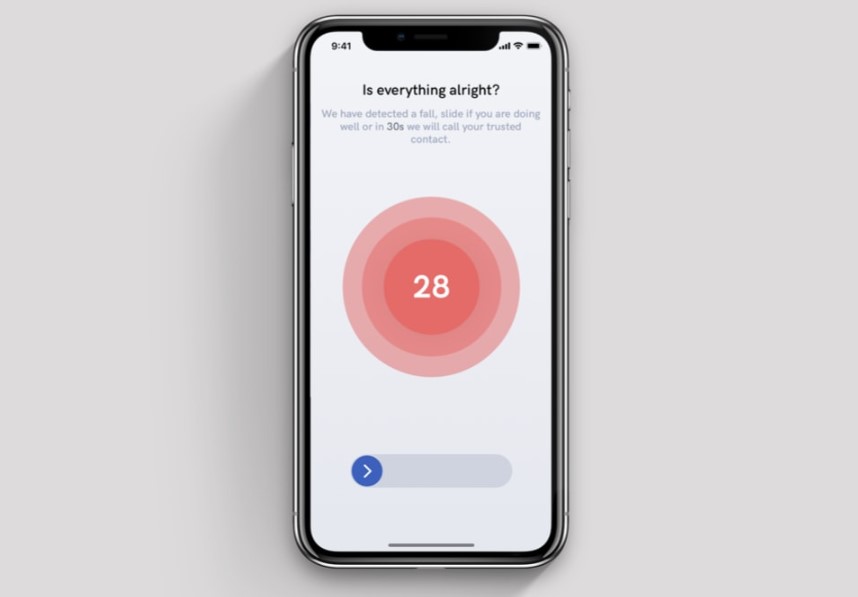 9:41
Is everything alright?
We have detected a fall, slide if you are doing
well or in 30s we will call your trusted
contact.
28